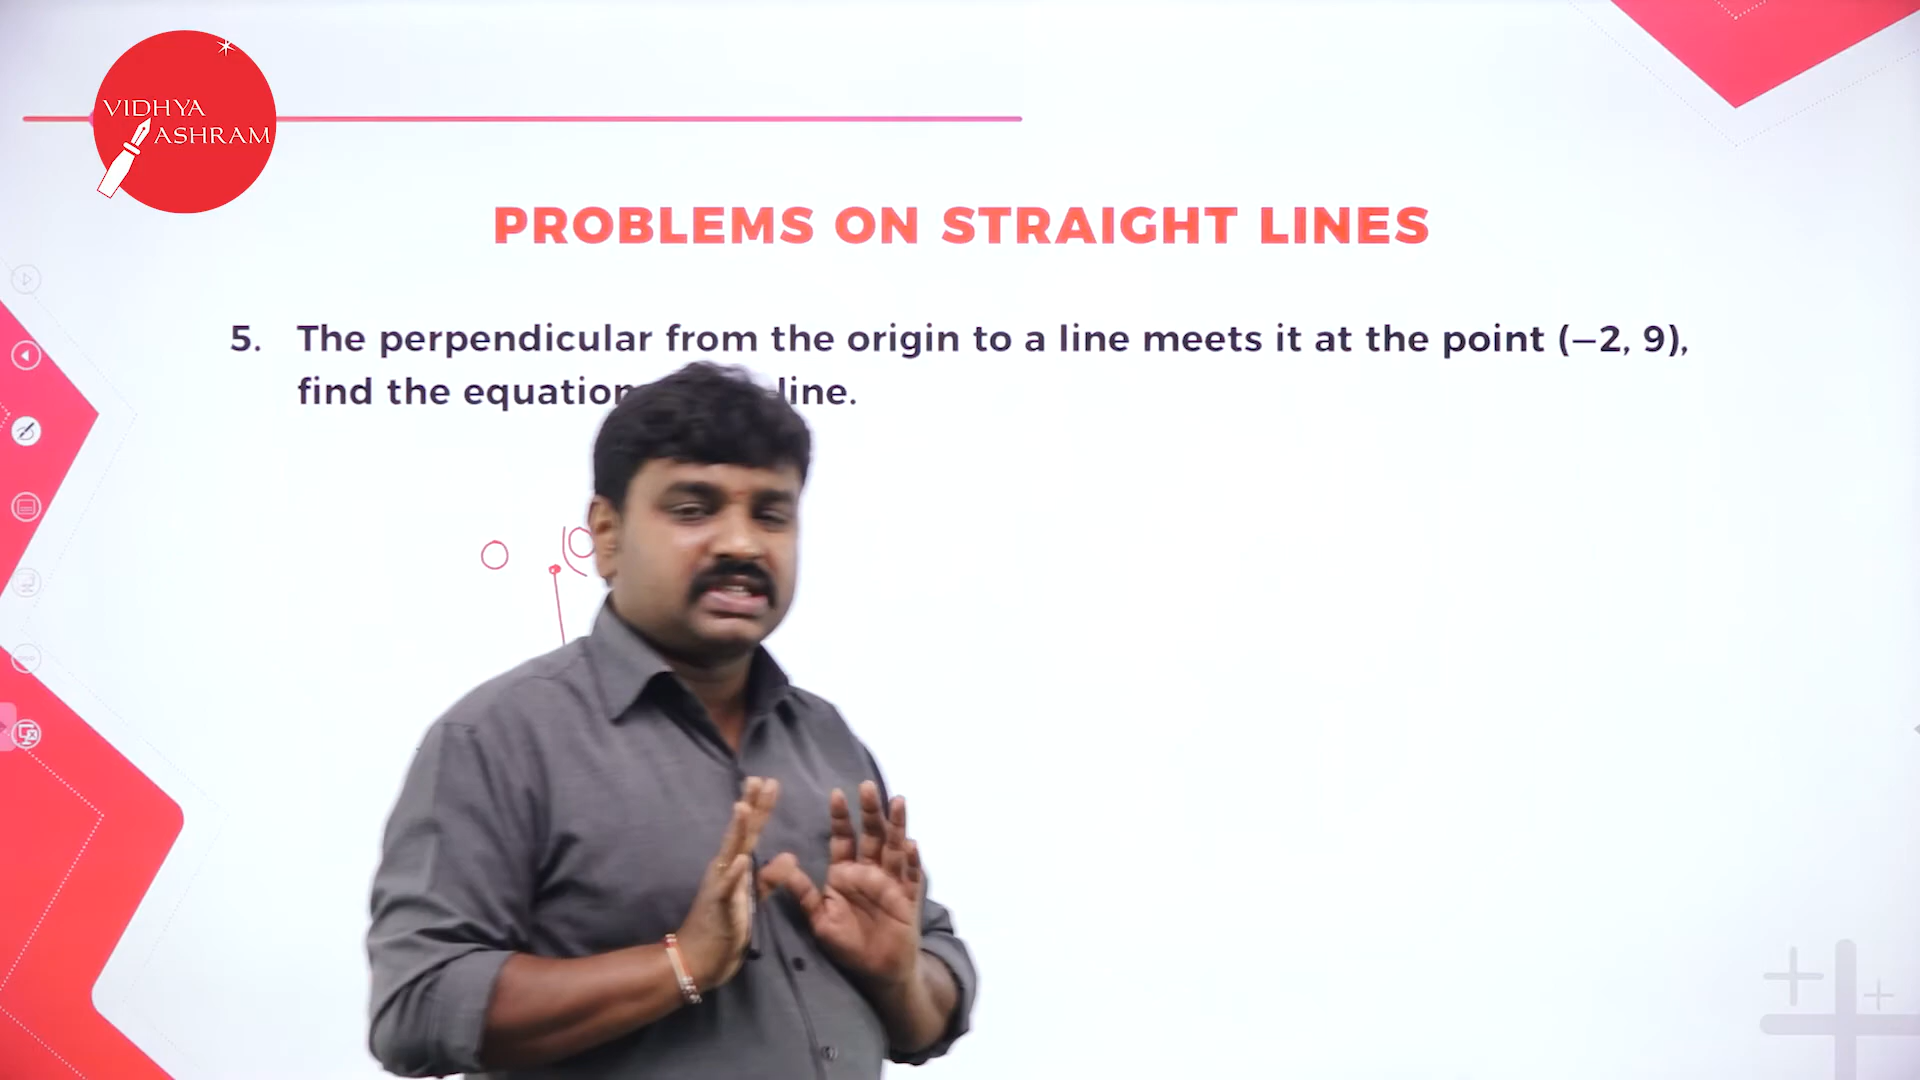 VIDHYA
ASHRAM
PROBLEMS ON STRAIGHT LINES
5. The perpendicular from the origin to a line meets it at the point (–2, 9),
find the equation line.
O (0